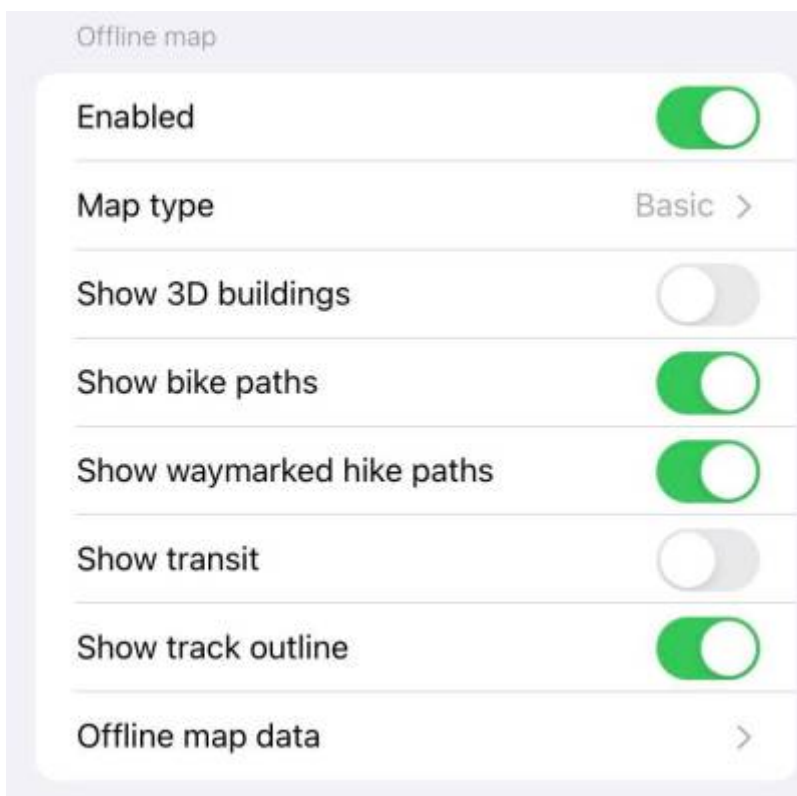 Offline map
Enabled
Map type Basic
Show 3D buildings
Show bike paths
Show waymarked hike paths
Show transit
Show track outline
Offline map data